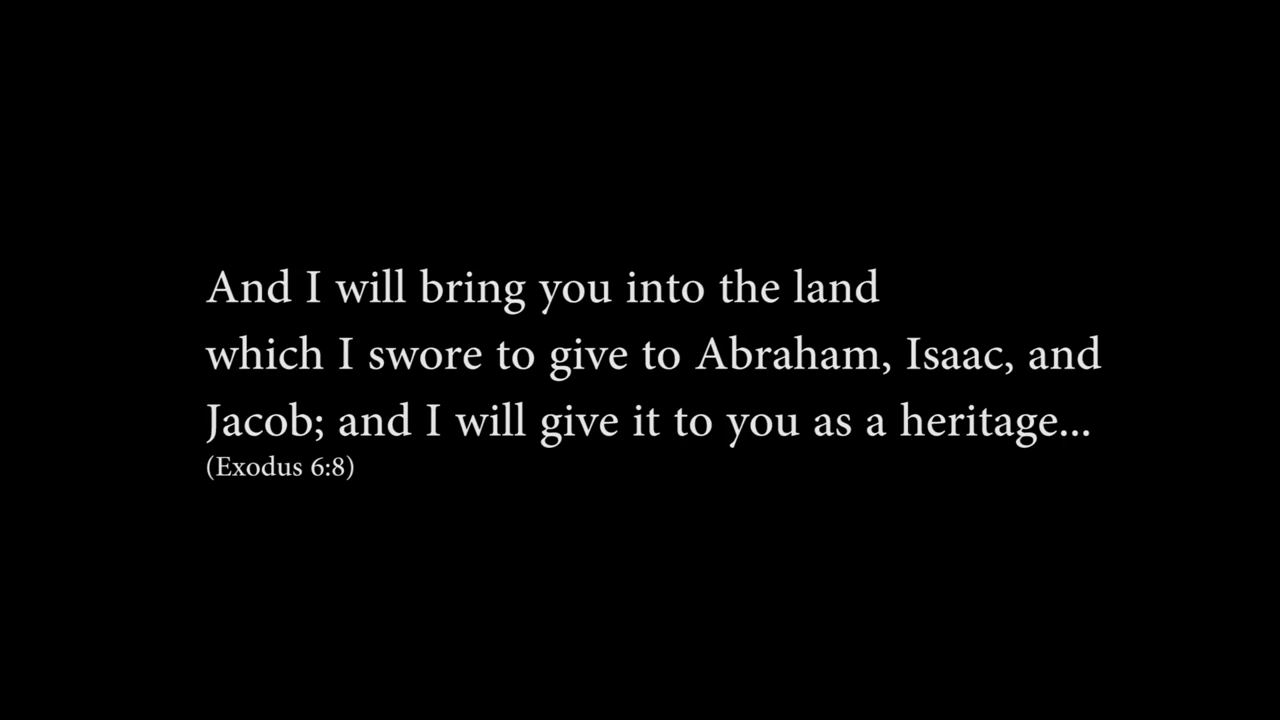 And I will bring you into the land
which I swore to give to Abraham, Isaac, and
Jacob; and I will give it to you as a heritage...
(Exodus 6:8)